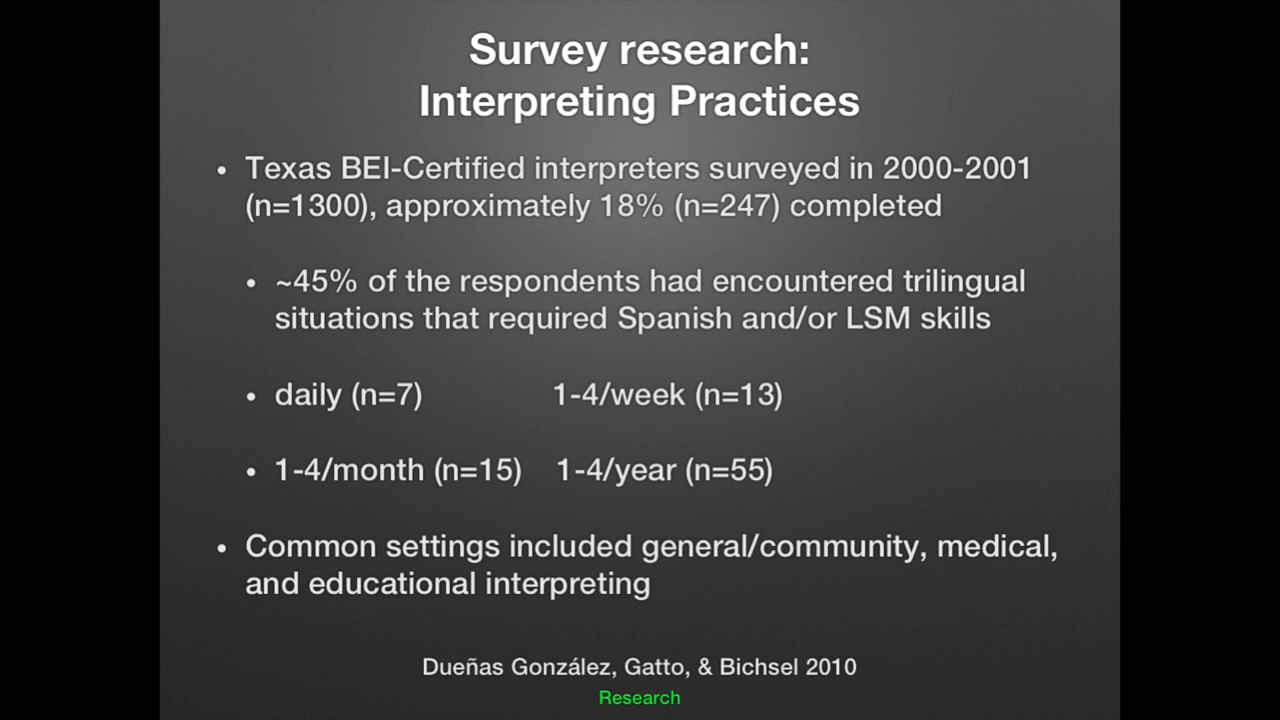 Survey research:
Interpreting Practices
• Texas BEI-Certified interpreters surveyed in 2000-2001
(n=1300), approximately 18% (n=247) completed
• ~45% of the respondents had encountered trilingual
situations that required Spanish and/or LSM skills
• daily (n=7) 1-4/week (n=13)
• 1-4/month (n=15) 1-4/year (n=55)
• Common settings included general/community, medical,
and educational interpreting
Dueñas González, Gatto, & Bichsel 2010
Research